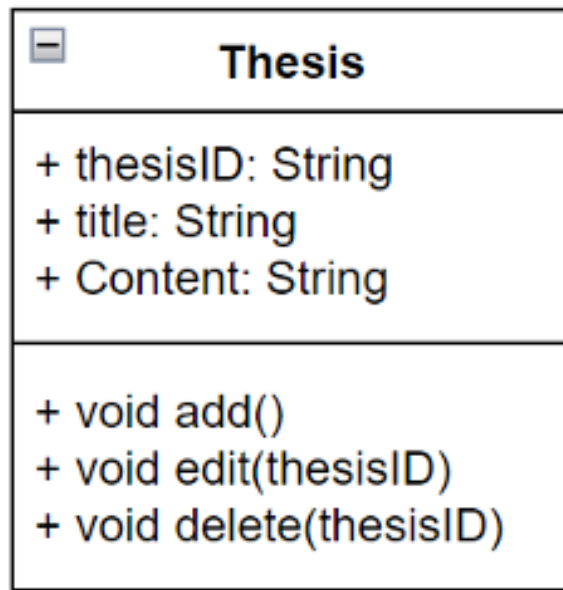 Thesis
+ thesisID: String
+ title: String
+ Content: String
+ void add()
+ void edit(thesisID)
+ void delete(thesisID)